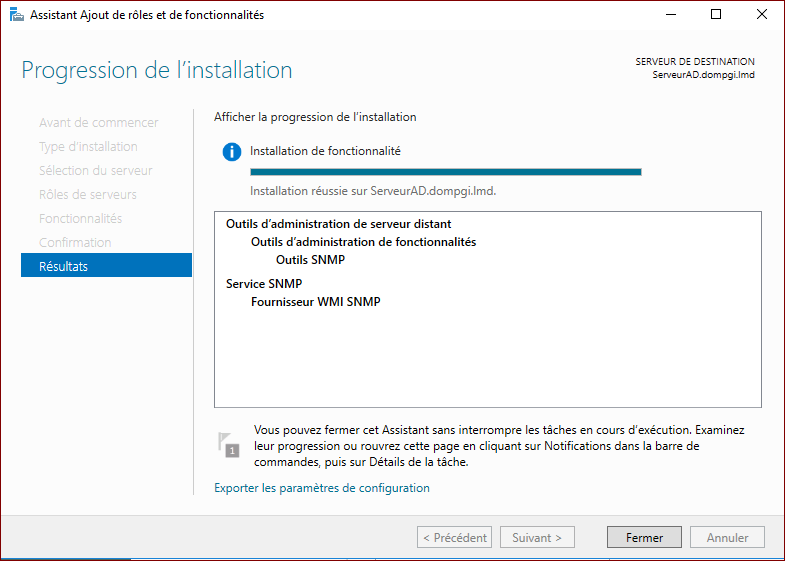 Assistant Ajout de rôles et de fonctionnalités
Progression de l'installation
SERVEUR DE DESTINATION
ServeurAD.dompgi.lmd
Avant de commencer
Type d'installation
Sélection du serveur
Rôles de serveurs
Fonctionnalités
Confirmation
Résultats
Afficher la progression de l'installation
Installation de fonctionnalité
Installation réussie sur ServeurAD.dompgi.lmd.
Outils d'administration de serveur distant
Outils d'administration de fonctionnalités
Outils SNMP
Service SNMP
Fournisseur WMI SNMP
1
Vous pouvez fermer cet Assistant sans interrompre les tâches en cours d'exécution. Examinez
leur progression ou rouvrez cette page en cliquant sur Notifications dans la barre de
commandes, puis sur Détails de la tâche.
Exporter les paramètres de configuration
< Précédent
Suivant >
Fermer
Annuler